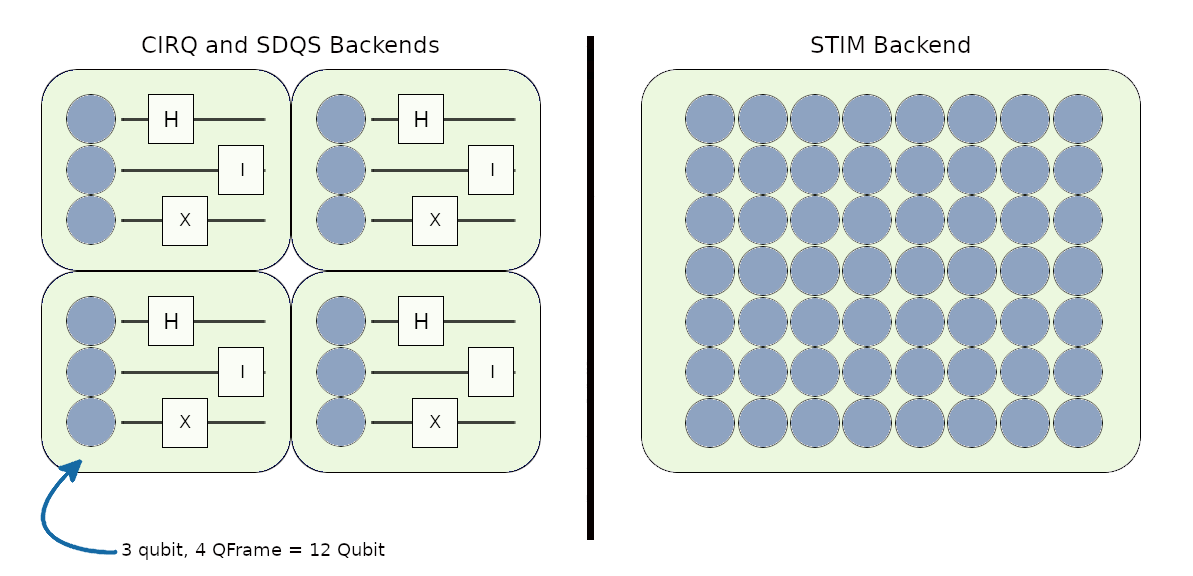 CIRQ and SDQS Backends
STIM Backend
H
H
I
I
X
X
H
H
I
I
X
X
3 qubit, 4 QFrame = 12 Qubit